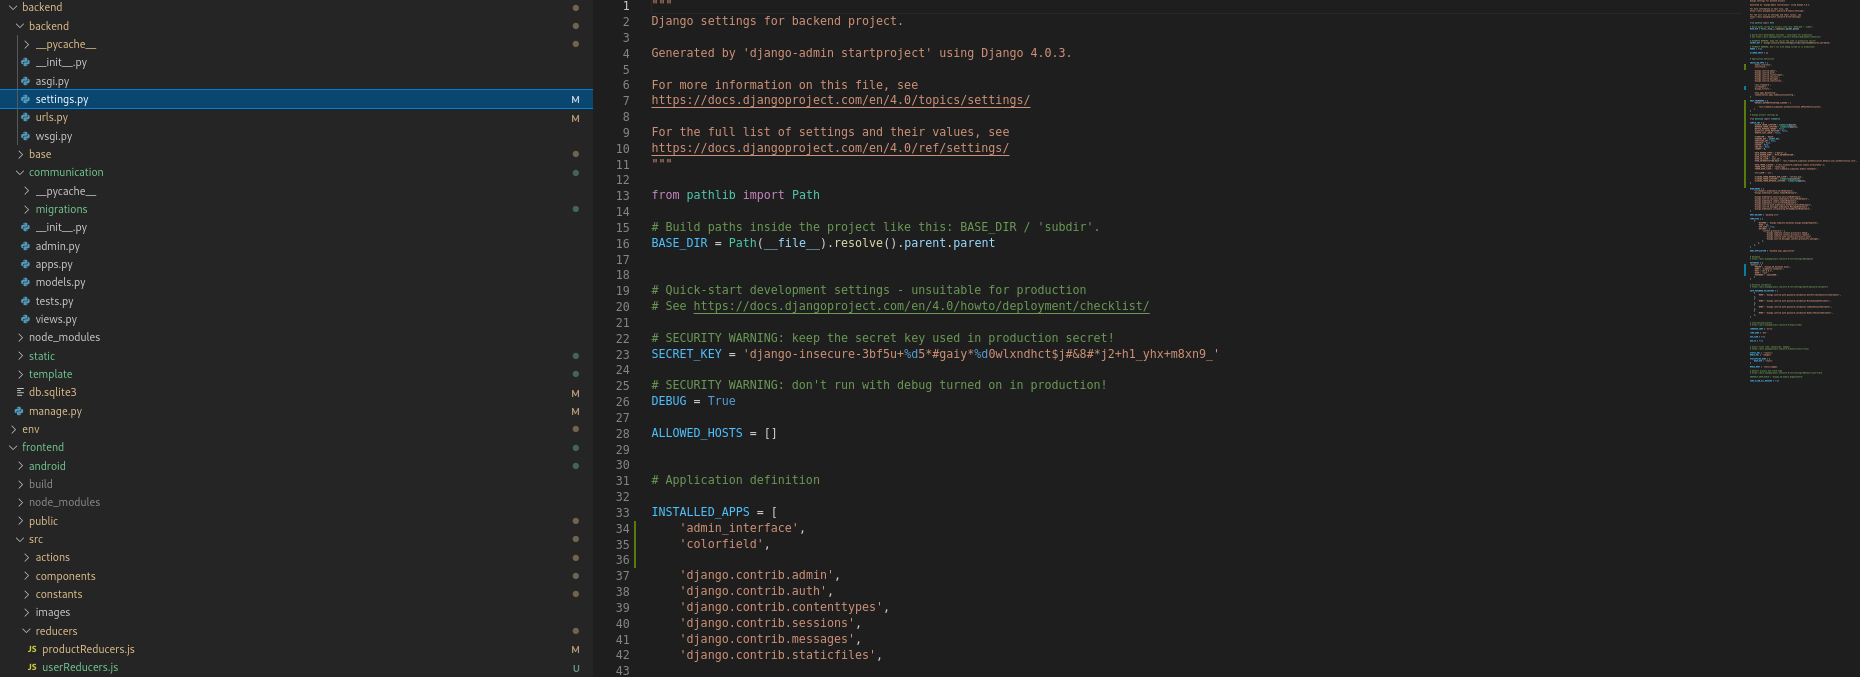 backend
backend
__pycache__
__init__.py
asgi.py
settings.py M
urls.py M
wsgi.py
base
communication
__pycache__
migrations
__init__.py
admin.py
apps.py
models.py
tests.py
views.py
node_modules
static
template
db.sqlite3 M
manage.py M
env
frontend
android
build
node_modules
public
src
actions
components
constants
images
reducers
JS productReducers.js M
JS userReducers.js U
1 """
2 Django settings for backend project.
3
4 Generated by 'django-admin startproject' using Django 4.0.3.
5
6 For more information on this file, see
7 https://docs.djangoproject.com/en/4.0/topics/settings/
8
9 For the full list of settings and their values, see
10 https://docs.djangoproject.com/en/4.0/ref/settings/
11 """
12
13 from pathlib import Path
14
15 # Build paths inside the project like this: BASE_DIR / 'subdir'.
16 BASE_DIR = Path(__file__).resolve().parent.parent
17
18
19 # Quick-start development settings - unsuitable for production
20 # See https://docs.djangoproject.com/en/4.0/howto/deployment/checklist/
21
22 # SECURITY WARNING: keep the secret key used in production secret!
23 SECRET_KEY = 'django-insecure-3bf5u+%d5*#gaiy*%d0wlxndhct$j#&8#*j2+h1_yhx+m8xn9_'
24
25 # SECURITY WARNING: don't run with debug turned on in production!
26 DEBUG = True
27
28 ALLOWED_HOSTS = []
29
30
31 # Application definition
32
33 INSTALLED_APPS = [
34 'admin_interface',
35 'colorfield',
36
37 'django.contrib.admin',
38 'django.contrib.auth',
39 'django.contrib.contenttypes',
40 'django.contrib.sessions',
41 'django.contrib.messages',
42 'django.contrib.staticfiles',
43